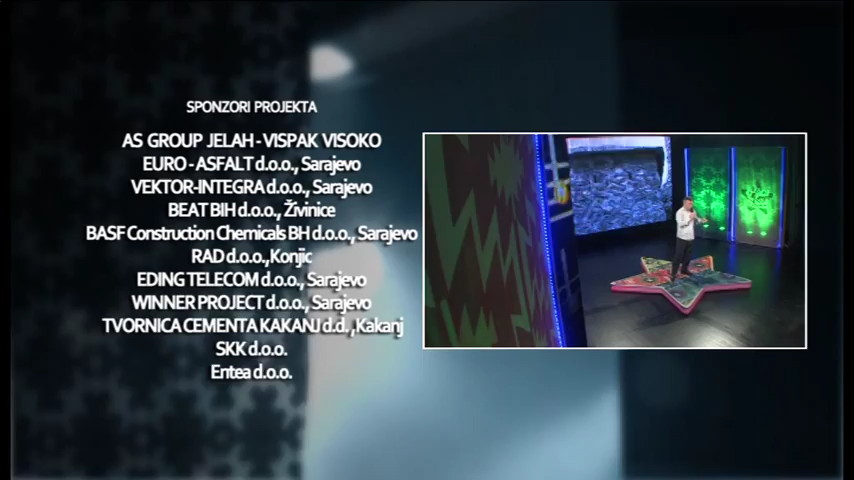 SPONZORI PROJEKTA
AS GROUP JELAH - VISPAK VISOKO
EURO - ASFALT d.o.o., Sarajevo
VEKTOR-INTEGRA d.o.o., Sarajevo
BEAT BIH d.o.o., Živinice
BASF Construction Chemicals BH d.o.o., Sarajevo
RAD d.o.o.,Konjic
EDING TELECOM d.o.o., Sarajevo
WINNER PROJECT d.o.o., Sarajevo
TVORNICA CEMENTA KAKANJ d.d. ,Kakanj
SKK d.o.o.
Entea d.o.o.